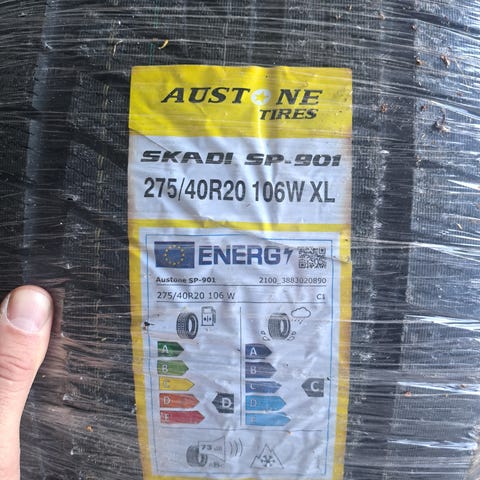 AUSTONE
TIRES
SKADI SP-901
275/40R20 106W XL
ENERG
Austone SP-901 2100_3883020890
275/40R20 106 W C1
A A
B B
C C C
D D D
E E
73 dB